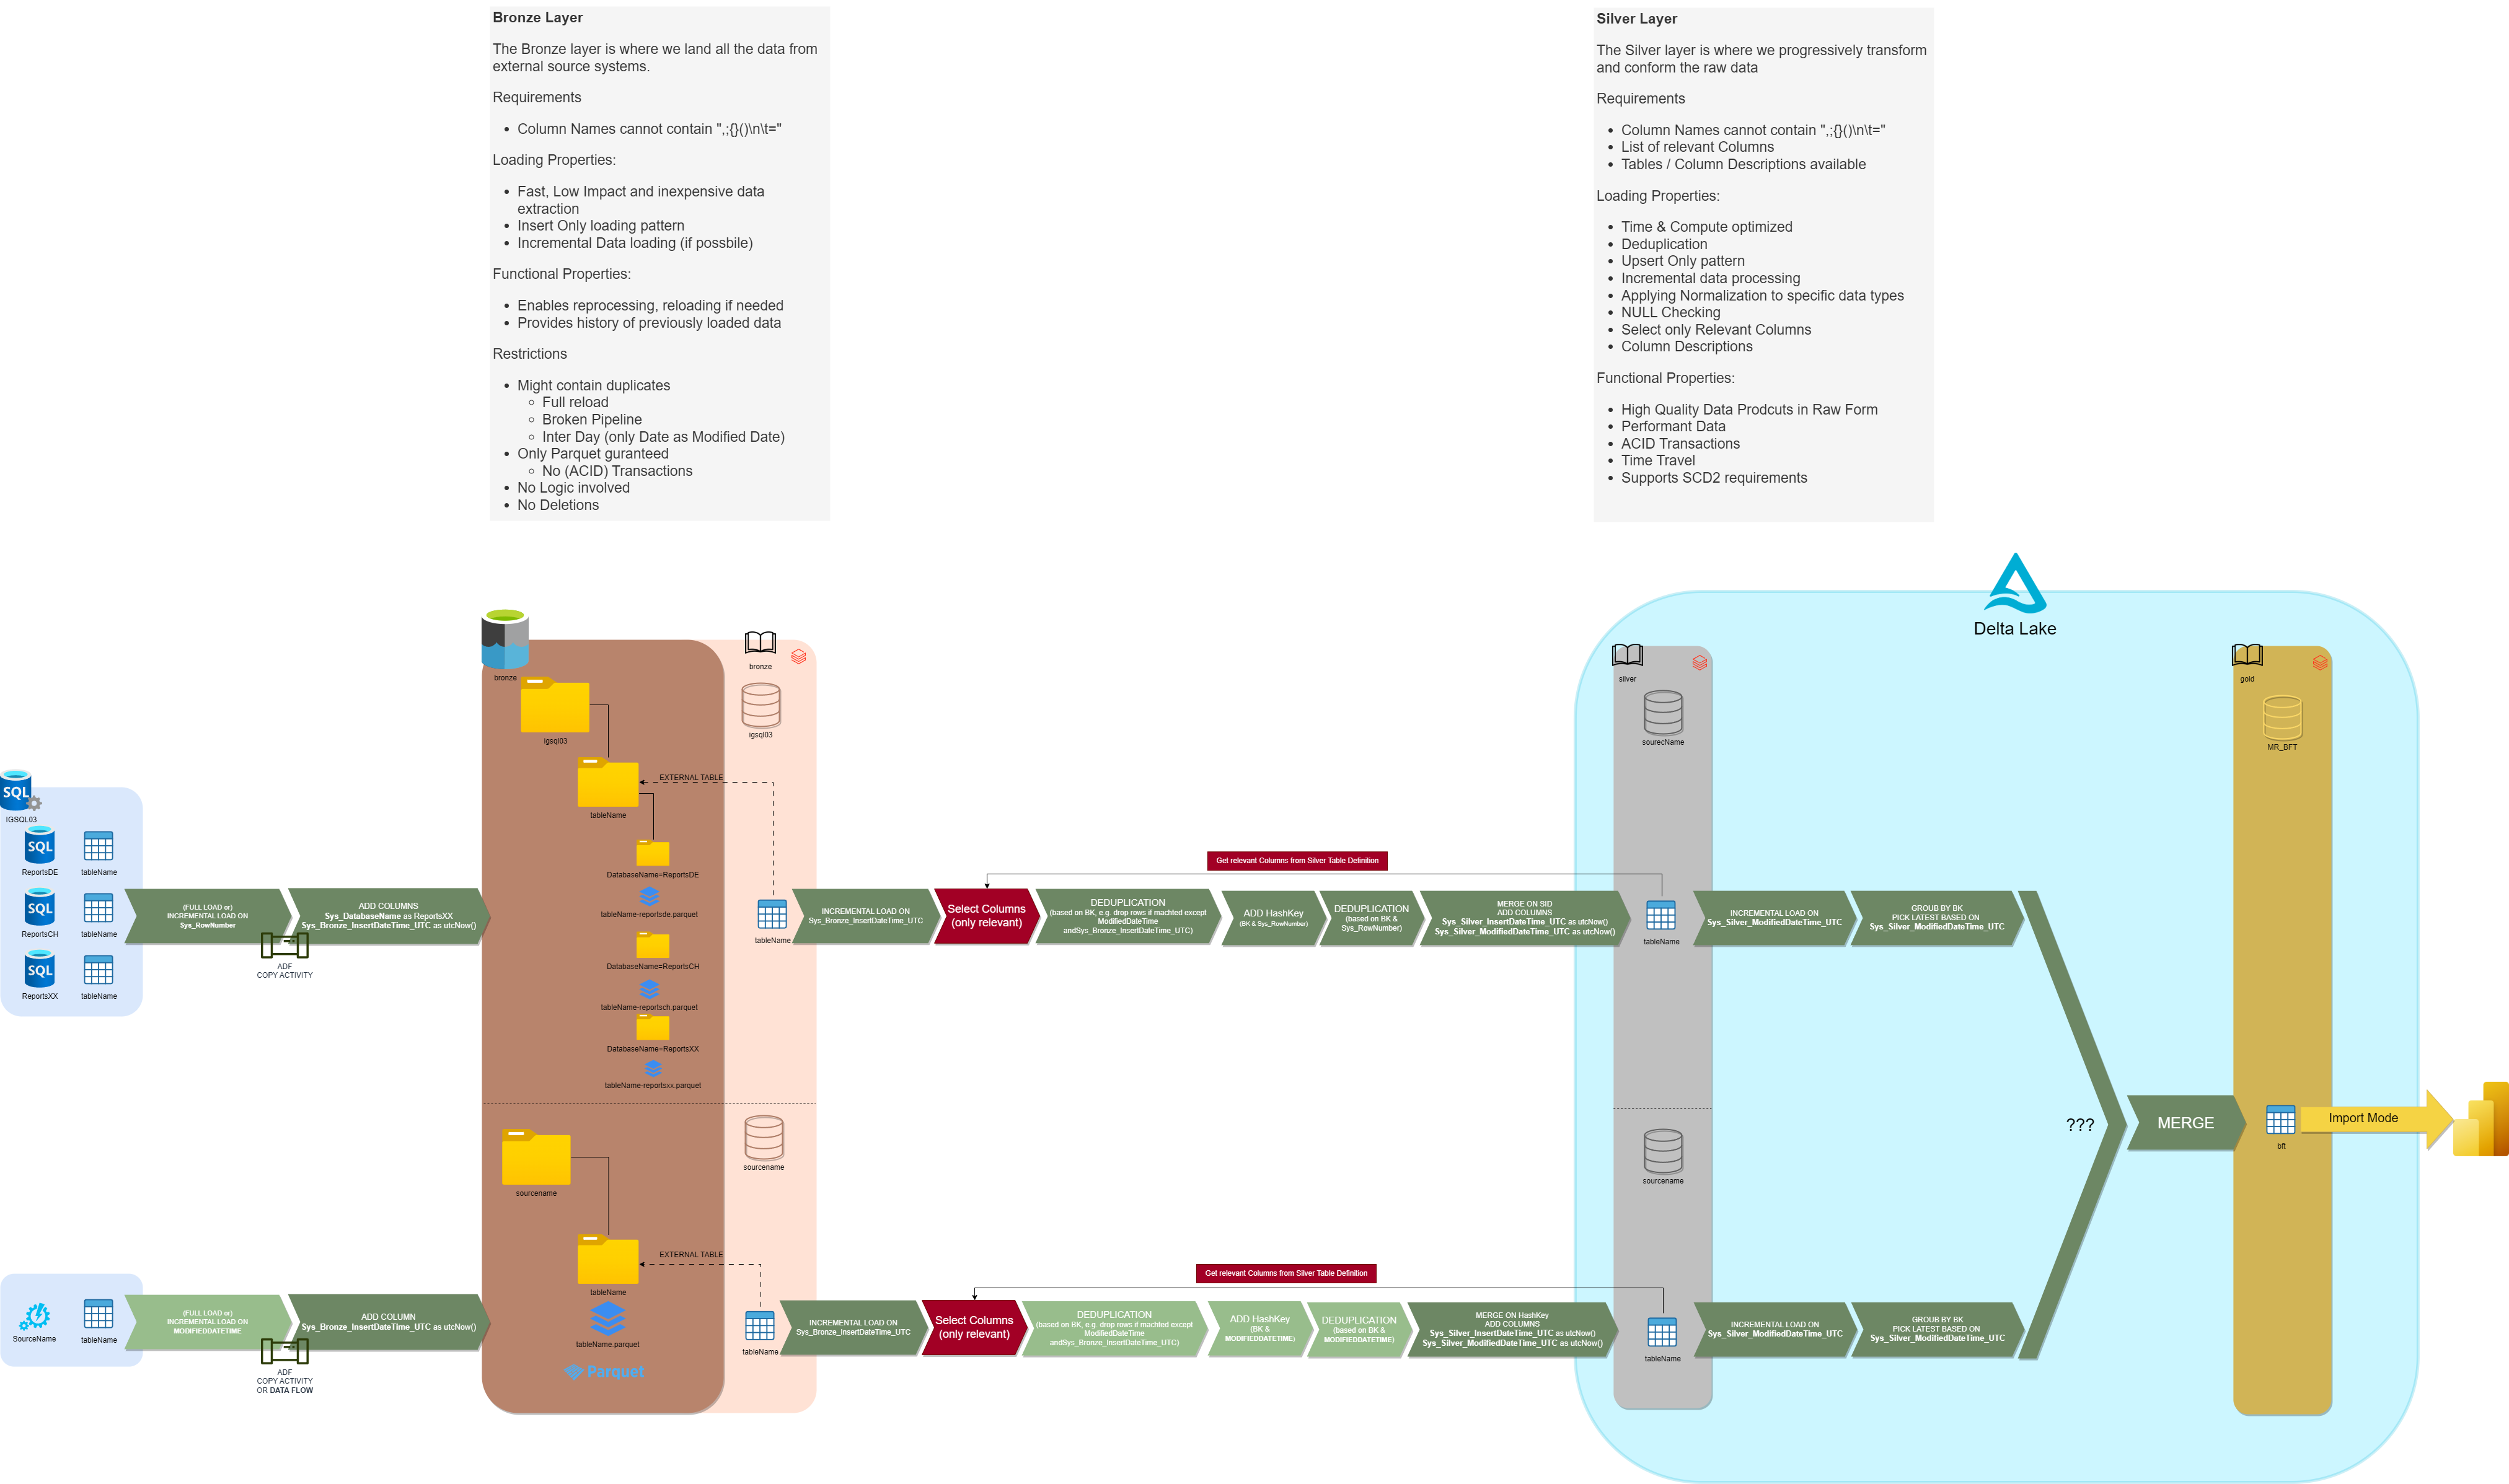 Bronze Layer
The Bronze layer is where we land all the data from
external source systems.
Requirements
• Column Names cannot contain ",;{}()\n\t="
Loading Properties:
• Fast, Low Impact and inexpensive data
extraction
• Insert Only loading pattern
• Incremental Data loading (if possbile)
Functional Properties:
• Enables reprocessing, reloading if needed
• Provides history of previously loaded data
Restrictions
• Might contain duplicates
◦ Full reload
◦ Broken Pipeline
◦ Inter Day (only Date as Modified Date)
• Only Parquet guranteed
◦ No (ACID) Transactions
• No Logic involved
• No Deletions
Silver Layer
The Silver layer is where we progressively transform
and conform the raw data
Requirements
• Column Names cannot contain ",;{}()\n\t="
• List of relevant Columns
• Tables / Column Descriptions available
Loading Properties:
• Time & Compute optimized
• Deduplication
• Upsert Only pattern
• Incremental data processing
• Applying Normalization to specific data types
• NULL Checking
• Select only Relevant Columns
• Column Descriptions
Functional Properties:
• High Quality Data Prodcuts in Raw Form
• Performant Data
• ACID Transactions
• Time Travel
• Supports SCD2 requirements
Delta Lake
SQL
IGSQL03
SQL
ReportsDE
tableName
SQL
ReportsCH
tableName
SQL
ReportsXX
tableName
(FULL LOAD or)
INCREMENTAL LOAD ON
Sys_RowNumber
ADF
COPY ACTIVITY
ADD COLUMNS
Sys_DatabaseName as ReportsXX
Sys_Bronze_InsertDateTime_UTC as utcNow()
bronze
igsql03
tableName
EXTERNAL TABLE
DatabaseName=ReportsDE
tableName-reportsde.parquet
DatabaseName=ReportsCH
tableName-reportsch.parquet
DatabaseName=ReportsXX
tableName-reportsxx.parquet
bronze
igsql03
tableName
INCREMENTAL LOAD ON
Sys_Bronze_InsertDateTime_UTC
Select Columns
(only relevant)
Get relevant Columns from Silver Table Definition
DEDUPLICATION
(based on BK, e.g. drop rows if machted except
ModifiedDateTime
andSys_Bronze_InsertDateTime_UTC)
ADD HashKey
(BK & Sys_RowNumber)
DEDUPLICATION
(based on BK &
Sys_RowNumber)
MERGE ON SID
ADD COLUMNS
Sys_Silver_InsertDateTime_UTC as utcNow()
Sys_Silver_ModifiedDateTime_UTC as utcNow()
silver
sourecName
tableName
INCREMENTAL LOAD ON
Sys_Silver_ModifiedDateTime_UTC
GROUB BY BK
PICK LATEST BASED ON
Sys_Silver_ModifiedDateTime_UTC
gold
MR_BFT
???
MERGE
bft
Import Mode
SourceName
tableName
(FULL LOAD or)
INCREMENTAL LOAD ON
MODIFIEDDATETIME
ADF
COPY ACTIVITY
OR DATA FLOW
ADD COLUMN
Sys_Bronze_InsertDateTime_UTC as utcNow()
sourcename
tableName
EXTERNAL TABLE
tableName.parquet
Parquet
sourcename
tableName
INCREMENTAL LOAD ON
Sys_Bronze_InsertDateTime_UTC
Select Columns
(only relevant)
Get relevant Columns from Silver Table Definition
DEDUPLICATION
(based on BK, e.g. drop rows if machted except
ModifiedDateTime
andSys_Bronze_InsertDateTime_UTC)
ADD HashKey
(BK &
MODIFIEDDATETIME)
DEDUPLICATION
(based on BK &
MODIFIEDDATETIME)
MERGE ON HashKey
ADD COLUMNS
Sys_Silver_InsertDateTime_UTC as utcNow()
Sys_Silver_ModifiedDateTime_UTC as utcNow()
sourcename
tableName
INCREMENTAL LOAD ON
Sys_Silver_ModifiedDateTime_UTC
GROUB BY BK
PICK LATEST BASED ON
Sys_Silver_ModifiedDateTime_UTC